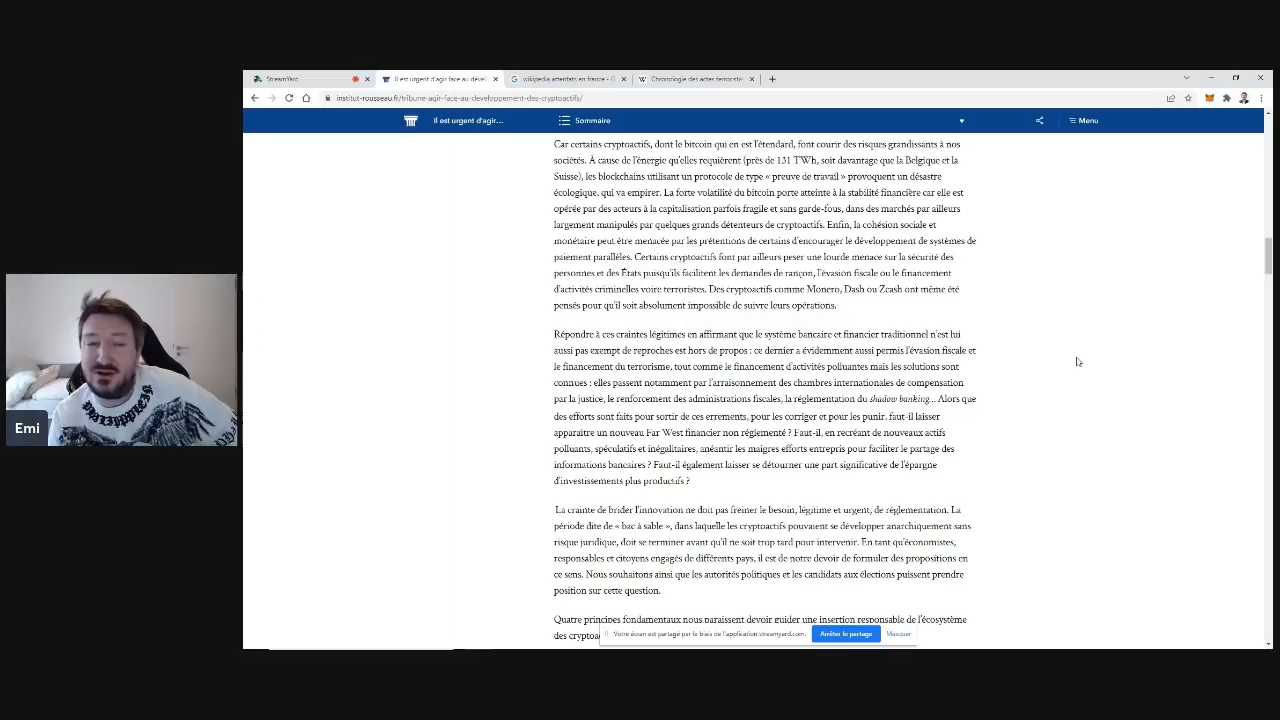 StreamYard
Il est urgent d'agir face au déve
wikipedia attentats en france - G
Chronologie des actes terroriste
institut-rousseau.fr/tribune-agir-face-au-developpement-des-cryptoactifs/
Il est urgent d'agir...
Sommaire
Menu
Car certains cryptoactifs, dont le bitcoin qui en est l'étendard, font courir des risques grandissants à nos
sociétés. À cause de l'énergie qu'elles requièrent (près de 131 TWh, soit davantage que la Belgique et la
Suisse), les blockchains utilisant un protocole de type « preuve de travail » provoquent un désastre
écologique, qui va empirer. La forte volatilité du bitcoin porte atteinte à la stabilité financière car elle est
opérée par des acteurs à la capitalisation parfois fragile et sans garde-fous, dans des marchés par ailleurs
largement manipulés par quelques grands détenteurs de cryptoactifs. Enfin, la cohésion sociale et
monétaire peut être menacée par les prétentions de certains d'encourager le développement de systèmes de
paiement parallèles. Certains cryptoactifs font par ailleurs peser une lourde menace sur la sécurité des
personnes et des États puisqu'ils facilitent les demandes de rançon, l'évasion fiscale ou le financement
d'activités criminelles voire terroristes. Des cryptoactifs comme Monero, Dash ou Zcash ont même été
pensés pour qu'il soit absolument impossible de suivre leurs opérations.
Répondre à ces craintes légitimes en affirmant que le système bancaire et financier traditionnel n'est lui
aussi pas exempt de reproches est hors de propos : ce dernier a évidemment aussi permis l'évasion fiscale et
le financement du terrorisme, tout comme le financement d'activités polluantes mais les solutions sont
connues : elles passent notamment par l'arraisonnement des chambres internationales de compensation
par la justice, le renforcement des administrations fiscales, la réglementation du shadow banking... Alors que
des efforts sont faits pour sortir de ces errements, pour les corriger et pour les punir, faut-il laisser
apparaître un nouveau Far West financier non réglementé ? Faut-il, en recréant de nouveaux actifs
polluants, spéculatifs et inégalitaires, anéantir les maigres efforts entrepris pour faciliter le partage des
informations bancaires ? Faut-il également laisser se détourner une part significative de l'épargne
d'investissements plus productifs ?
La crainte de brider l'innovation ne doit pas freiner le besoin, légitime et urgent, de réglementation. La
période dite de « bac à sable », dans laquelle les cryptoactifs pouvaient se développer anarchiquement sans
risque juridique, doit se terminer avant qu'il ne soit trop tard pour intervenir. En tant qu'économistes,
responsables et citoyens engagés de différents pays, il est de notre devoir de formuler des propositions en
ce sens. Nous souhaitons ainsi que les autorités politiques et les candidats aux élections puissent prendre
position sur cette question.
Quatre principes fondamentaux nous paraissent devoir guider une insertion responsable de l'écosystème
des cryptoa
Votre écran est partagé par le biais de l'application streamyard.com.
Arrêter le partage
Masquer
Emi